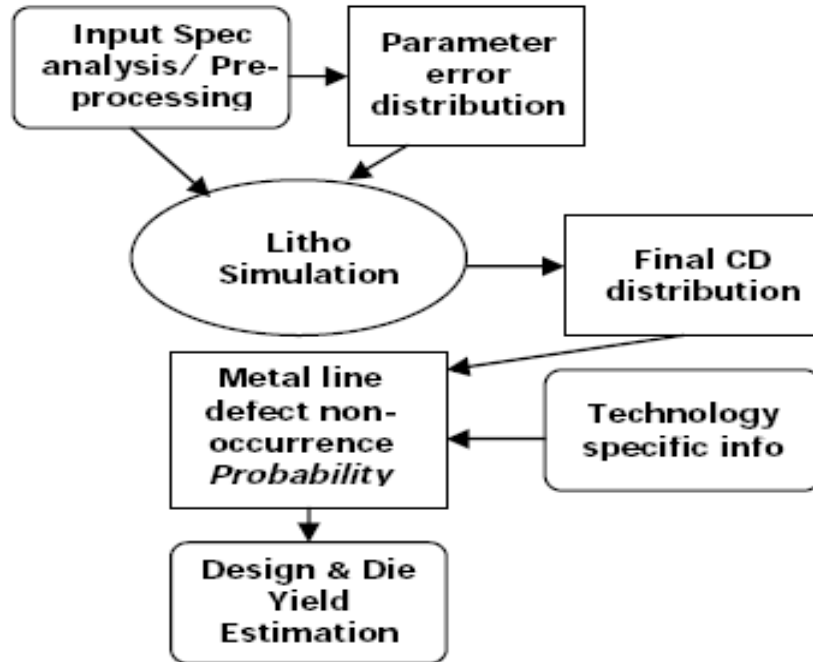 Input Spec
analysis/ Pre-
processing
Parameter
error
distribution
Litho
Simulation
Final CD
distribution
Metal line
defect non-
occurrence
Probability
Technology
specific info
Design & Die
Yield
Estimation